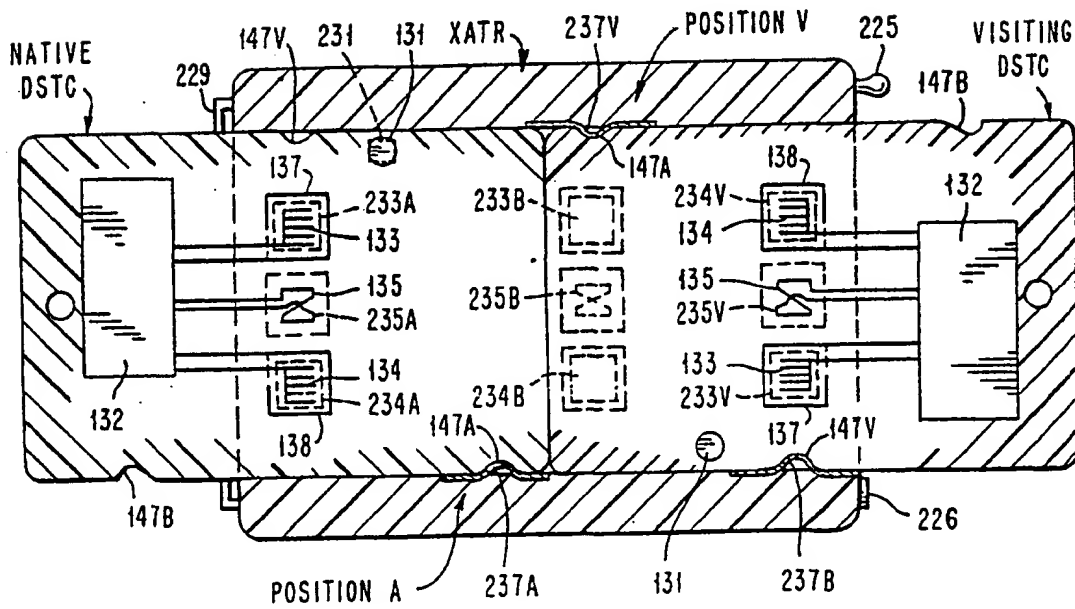 NATIVE DSTC
147V
231
131
XATR
237V
POSITION V
225
VISITING DSTC
229
147B
147A
137
138
233A
233B
234V
132
133
134
135
135
235A
235B
235V
134
133
234A
234B
233V
132
138
147A
137
147V
147B
226
POSITION A
237A
131
237B